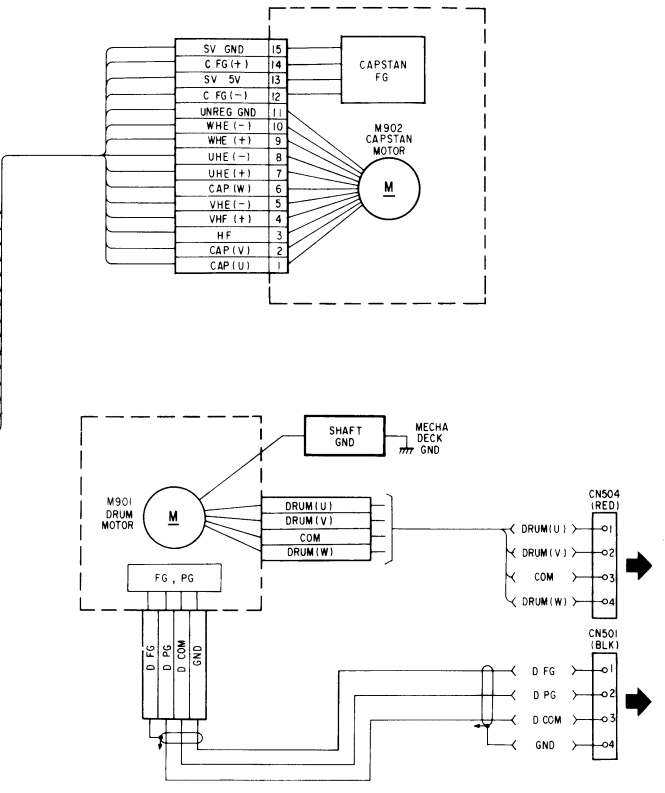 SV GND 15
C FG (+) 14
SV 5V 13
C FG (-) 12
UNREG GND 11
WHE (-) 10
WHE (+) 9
UHE (-) 8
UHE (+) 7
CAP (W) 6
VHE (-) 5
VHF (+) 4
HF 3
CAP (V) 2
CAP (U) 1
CAPSTAN
FG
M902
CAPSTAN
MOTOR
M
SHAFT
GND
MECHA
DECK
GND
M901
DRUM
MOTOR
M
DRUM (U)
DRUM (V)
COM
DRUM (W)
FG , PG
D FG
D PG
D COM
GND
CN504
(RED)
DRUM (U) 1
DRUM (V) 2
COM 3
DRUM (W) 4
CN501
(BLK)
D FG 1
D PG 2
D COM 3
GND 4